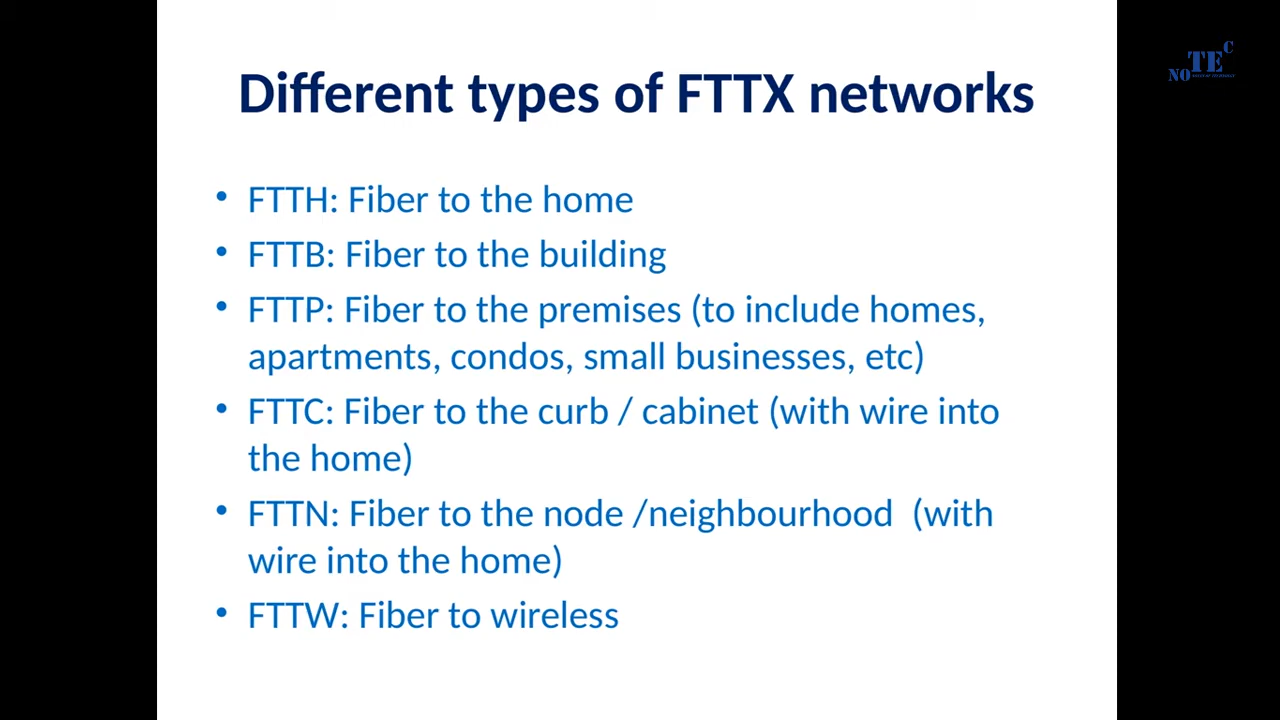 Different types of FTTX networks
• FTTH: Fiber to the home
• FTTB: Fiber to the building
• FTTP: Fiber to the premises (to include homes,
apartments, condos, small businesses, etc)
• FTTC: Fiber to the curb / cabinet (with wire into
the home)
• FTTN: Fiber to the node /neighbourhood  (with
wire into the home)
• FTTW: Fiber to wireless
NOTEC